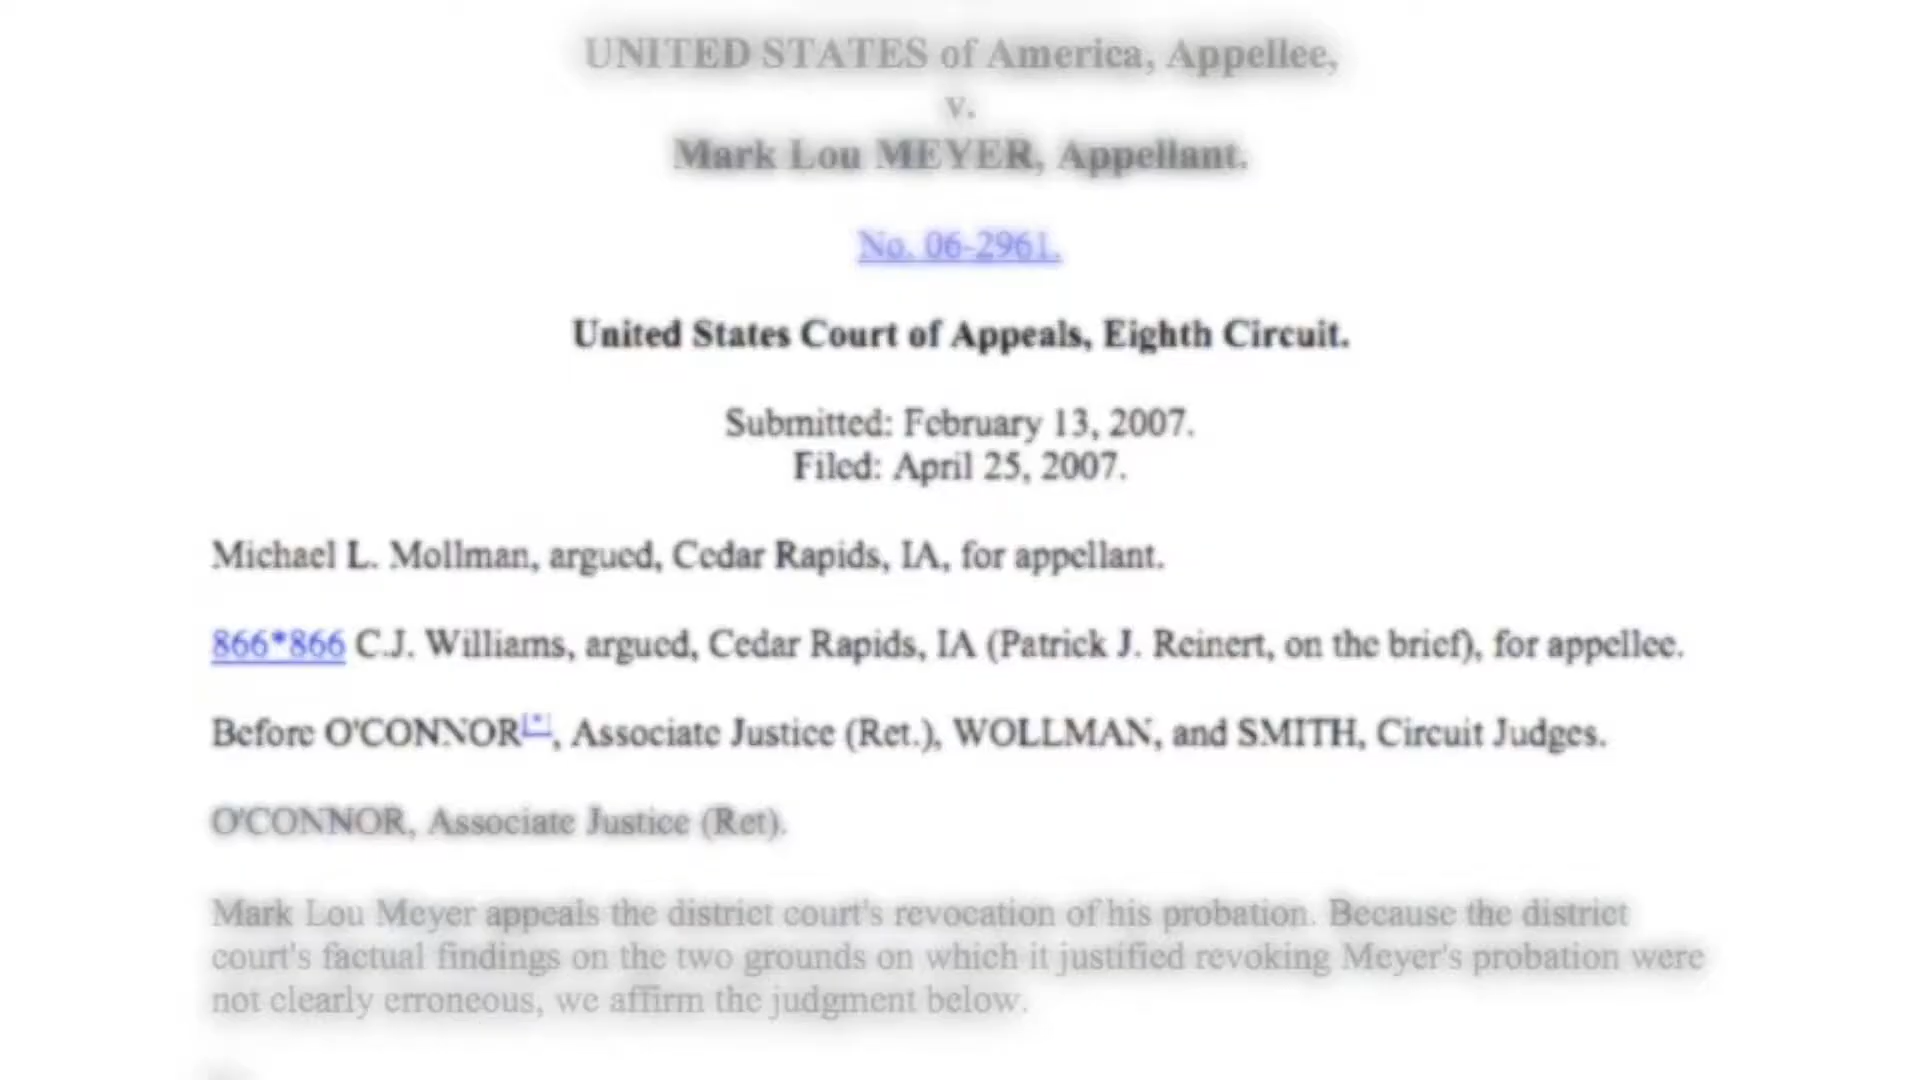 UNITED STATES of America, Appellee,
v.
Mark Lou MEYER, Appellant.
No. 06-2961.
United States Court of Appeals, Eighth Circuit.
Submitted: February 13, 2007.
Filed: April 25, 2007.
Michael L. Mollman, argued, Cedar Rapids, IA, for appellant.
866*866 C.J. Williams, argued, Cedar Rapids, IA (Patrick J. Reinert, on the brief), for appellee.
Before O'CONNOR[*], Associate Justice (Ret.), WOLLMAN, and SMITH, Circuit Judges.
O'CONNOR, Associate Justice (Ret).
Mark Lou Meyer appeals the district court's revocation of his probation. Because the district
court's factual findings on the two grounds on which it justified revoking Meyer's probation were
not clearly erroneous, we affirm the judgment below.